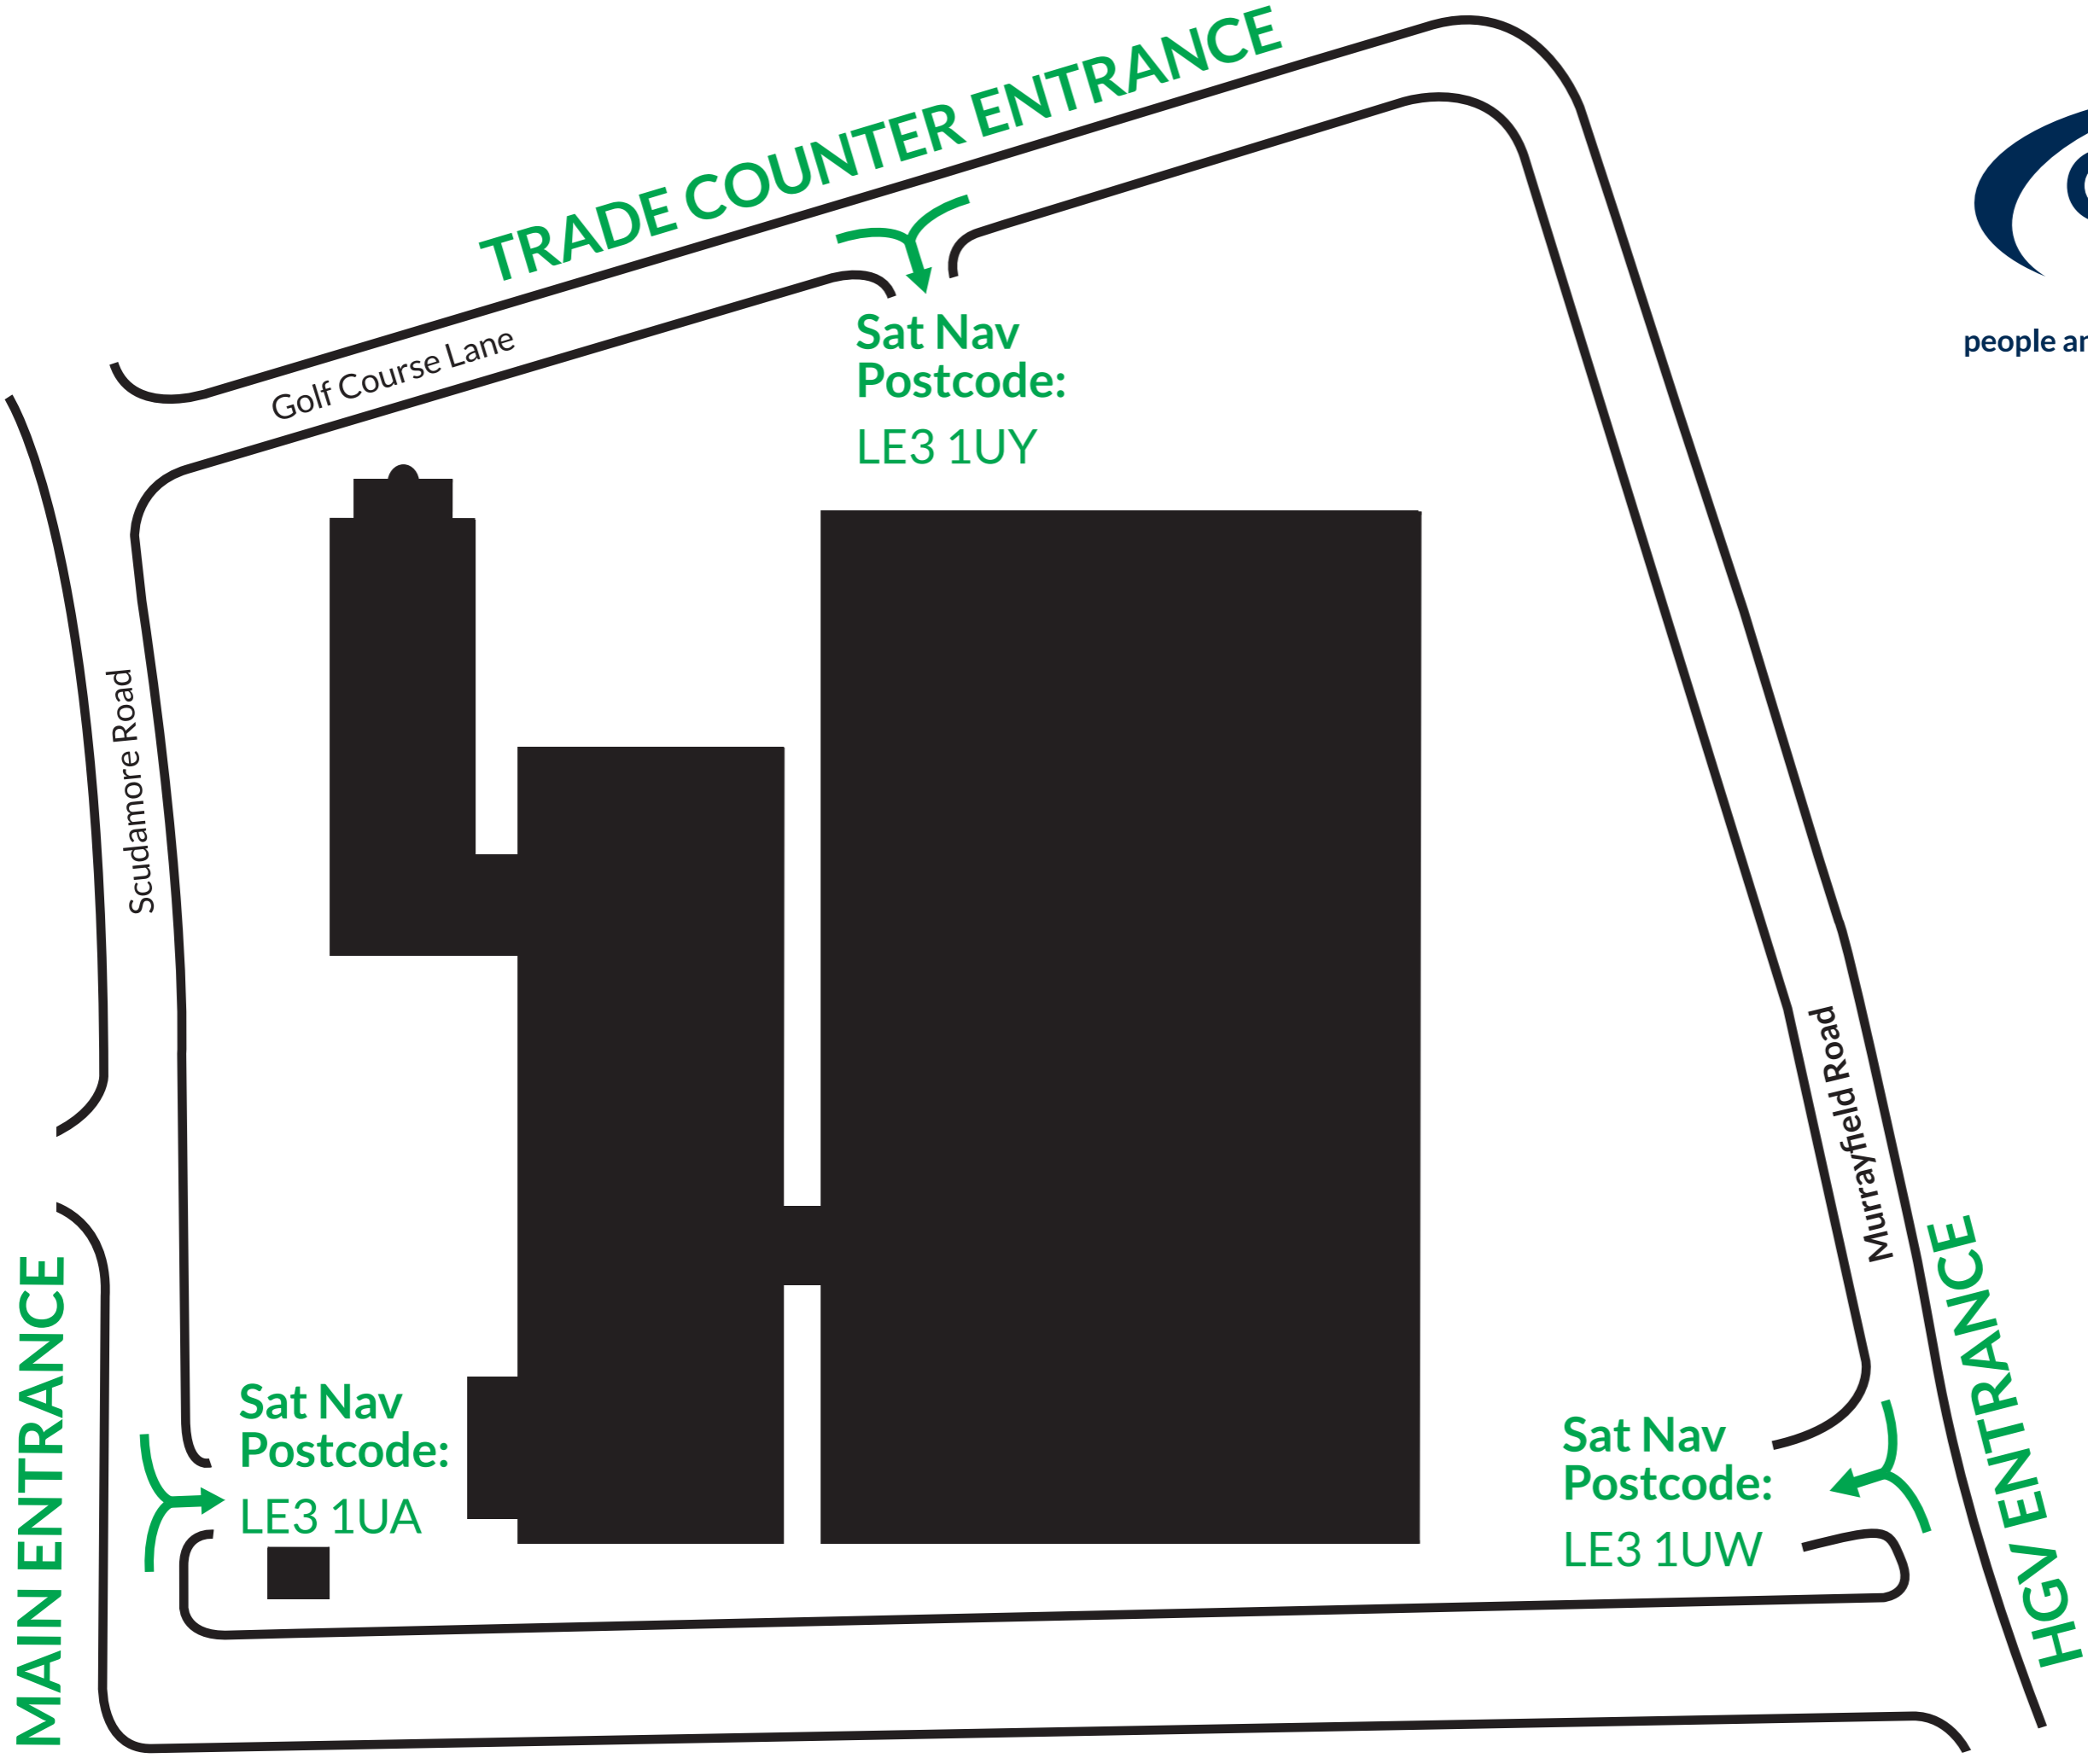 TRADE COUNTER ENTRANCE
Golf Course Lane
Sat Nav
Postcode:
LE3 1UY
people
Scudamore Road
Murrayfield Road
MAIN ENTRANCE
Sat Nav
Postcode:
LE3 1UA
Sat Nav
Postcode:
LE3 1UW
HGV ENTRANCE